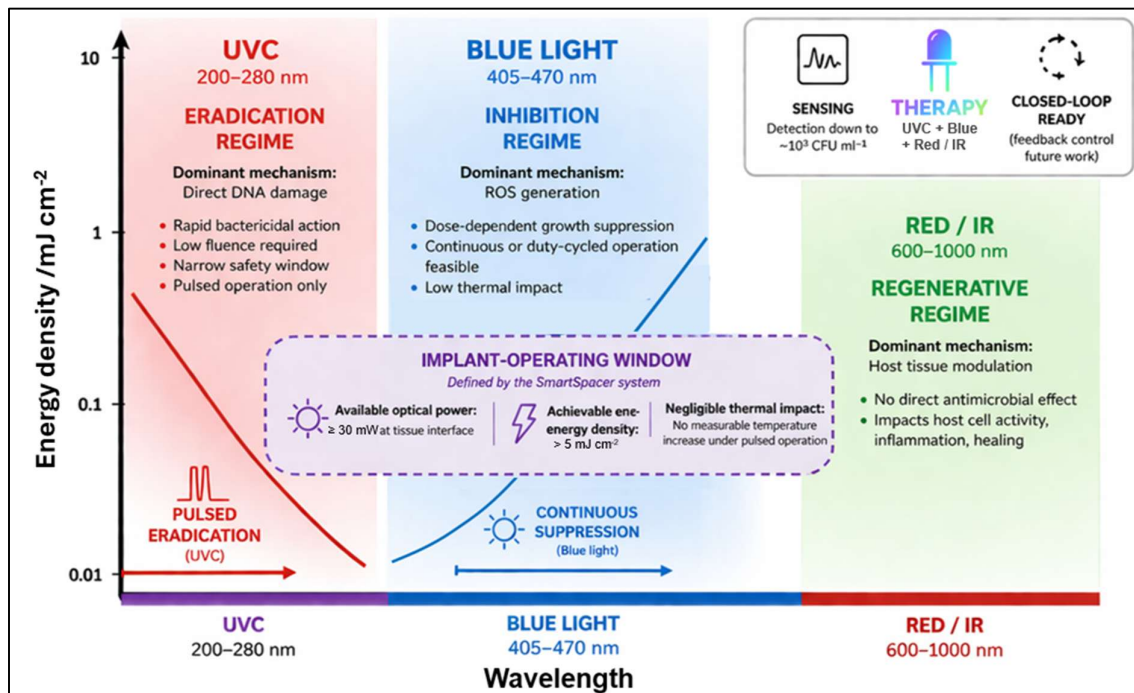 Energy density /mJ cm⁻²
10
1
0.1
0.01
UVC
200–280 nm
ERADICATION
REGIME
Dominant mechanism:
Direct DNA damage
• Rapid bactericidal action
• Low fluence required
• Narrow safety window
• Pulsed operation only
PULSED
ERADICATION
(UVC)
BLUE LIGHT
405–470 nm
INHIBITION
REGIME
Dominant mechanism:
ROS generation
• Dose-dependent growth suppression
• Continuous or duty-cycled operation
feasible
• Low thermal impact
IMPLANT-OPERATING WINDOW
Defined by the SmartSpacer system
Available optical power:
≥ 30 mW at tissue interface
Achievable ene-
energy density:
> 5 mJ cm⁻²
Negligible thermal impact:
No measurable temperature
increase under pulsed operation
CONTINUOUS
SUPPRESSION
(Blue light)
SENSING
Detection down to
~10³ CFU ml⁻¹
THERAPY
UVC + Blue
+ Red / IR
CLOSED-LOOP
READY
(feedback control
future work)
RED / IR
600–1000 nm
REGENERATIVE
REGIME
Dominant mechanism:
Host tissue modulation
• No direct antimicrobial effect
• Impacts host cell activity,
inflammation, healing
UVC
200–280 nm
BLUE LIGHT
405–470 nm
RED / IR
600–1000 nm
Wavelength